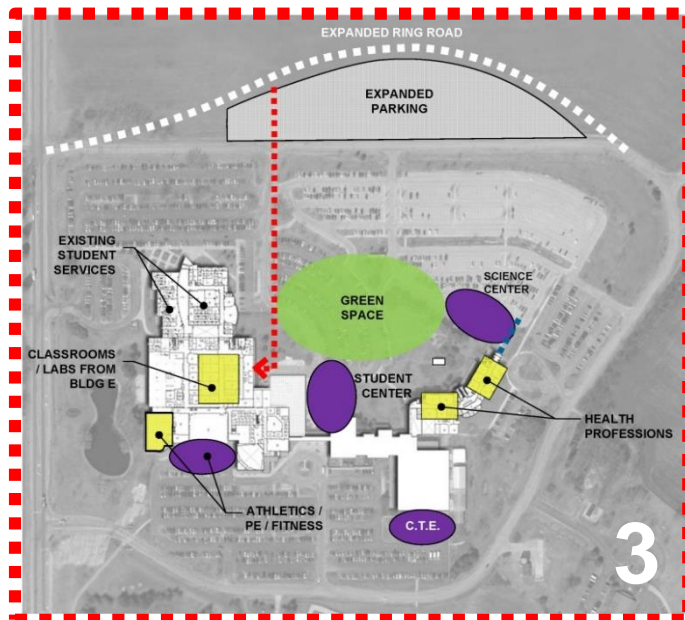 EXPANDED RING ROAD
EXPANDED
PARKING
EXISTING
STUDENT
SERVICES
GREEN
SPACE
SCIENCE
CENTER
CLASSROOMS
/ LABS FROM
BLDG E
STUDENT
CENTER
HEALTH
PROFESSIONS
ATHLETICS /
PE / FITNESS
C.T.E.
3